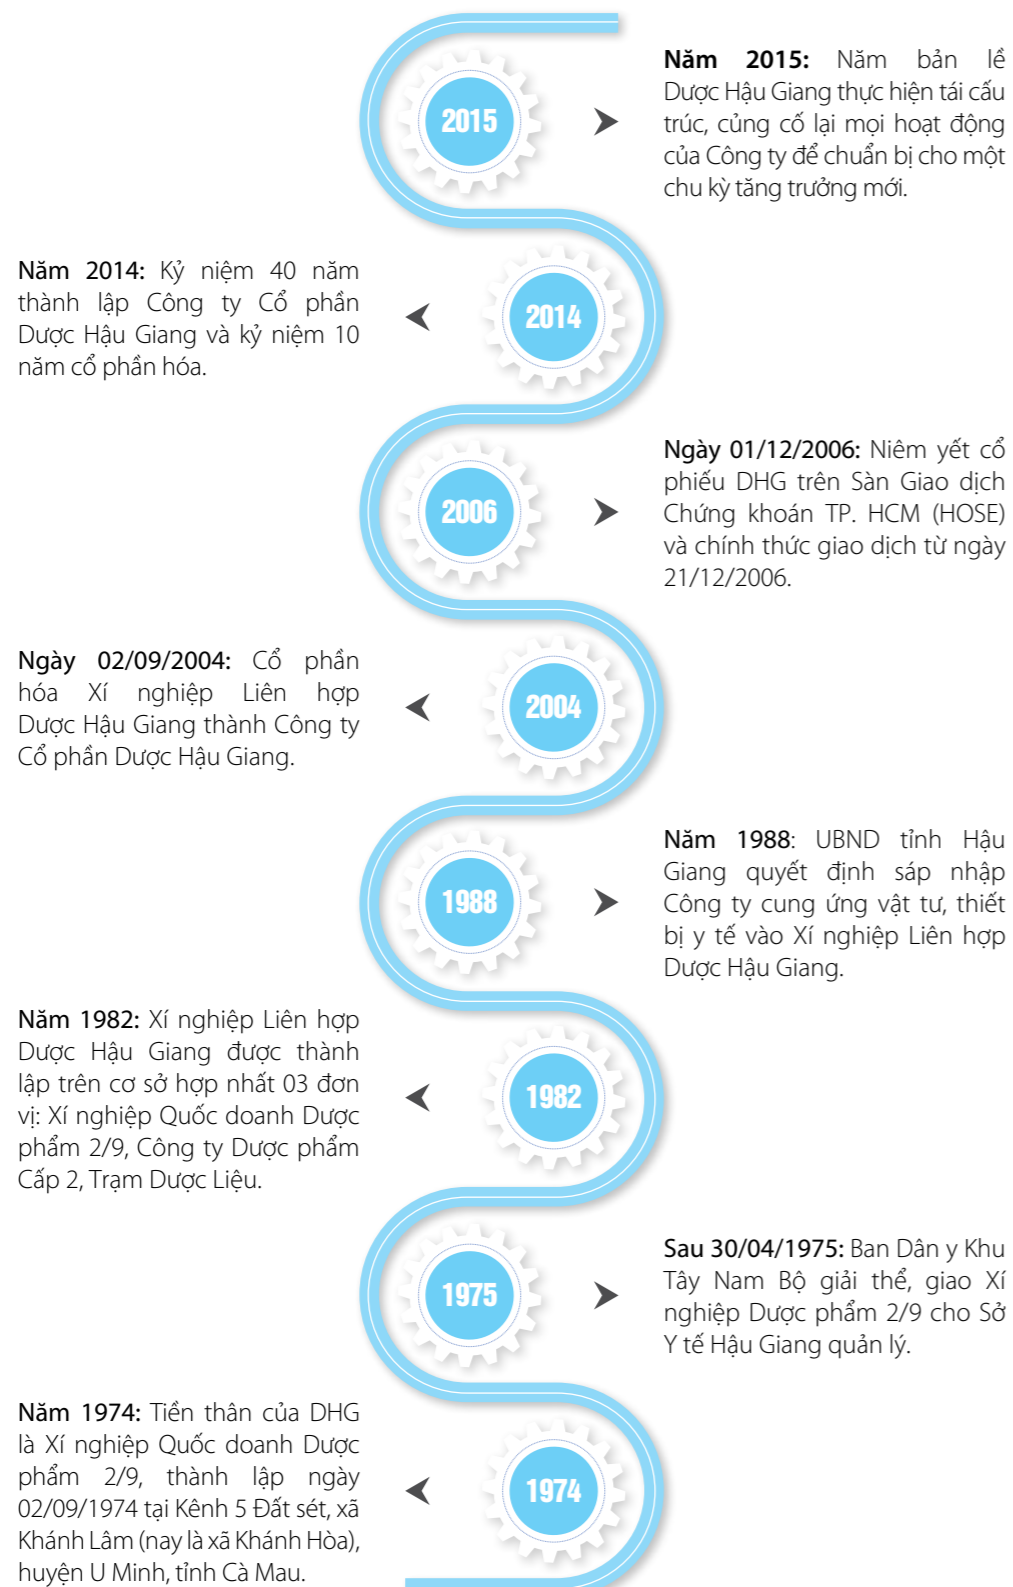 2015
Năm 2015: Năm bản lề
Dược Hậu Giang thực hiện tái cấu
trúc, củng cố lại mọi hoạt động
của Công ty để chuẩn bị cho một
chu kỳ tăng trưởng mới.
Năm 2014: Kỷ niệm 40 năm
thành lập Công ty Cổ phần
Dược Hậu Giang và kỷ niệm 10
năm cổ phần hóa.
2014
2006
Ngày 01/12/2006: Niêm yết cổ
phiếu DHG trên Sàn Giao dịch
Chứng khoán TP. HCM (HOSE)
và chính thức giao dịch từ ngày
21/12/2006.
Ngày 02/09/2004: Cổ phần
hóa Xí nghiệp Liên hợp
Dược Hậu Giang thành Công ty
Cổ phần Dược Hậu Giang.
2004
1988
Năm 1988: UBND tỉnh Hậu
Giang quyết định sáp nhập
Công ty cung ứng vật tư, thiết
bị y tế vào Xí nghiệp Liên hợp
Dược Hậu Giang.
Năm 1982: Xí nghiệp Liên hợp
Dược Hậu Giang được thành
lập trên cơ sở hợp nhất 03 đơn
vị: Xí nghiệp Quốc doanh Dược
phẩm 2/9, Công ty Dược phẩm
Cấp 2, Trạm Dược Liệu.
1982
1975
Sau 30/04/1975: Ban Dân y Khu
Tây Nam Bộ giải thể, giao Xí
nghiệp Dược phẩm 2/9 cho Sở
Y tế Hậu Giang quản lý.
Năm 1974: Tiền thân của DHG
là Xí nghiệp Quốc doanh Dược
phẩm 2/9, thành lập ngày
02/09/1974 tại Kênh 5 Đất sét, xã
Khánh Lâm (nay là xã Khánh Hòa),
huyện U Minh, tỉnh Cà Mau.
1974